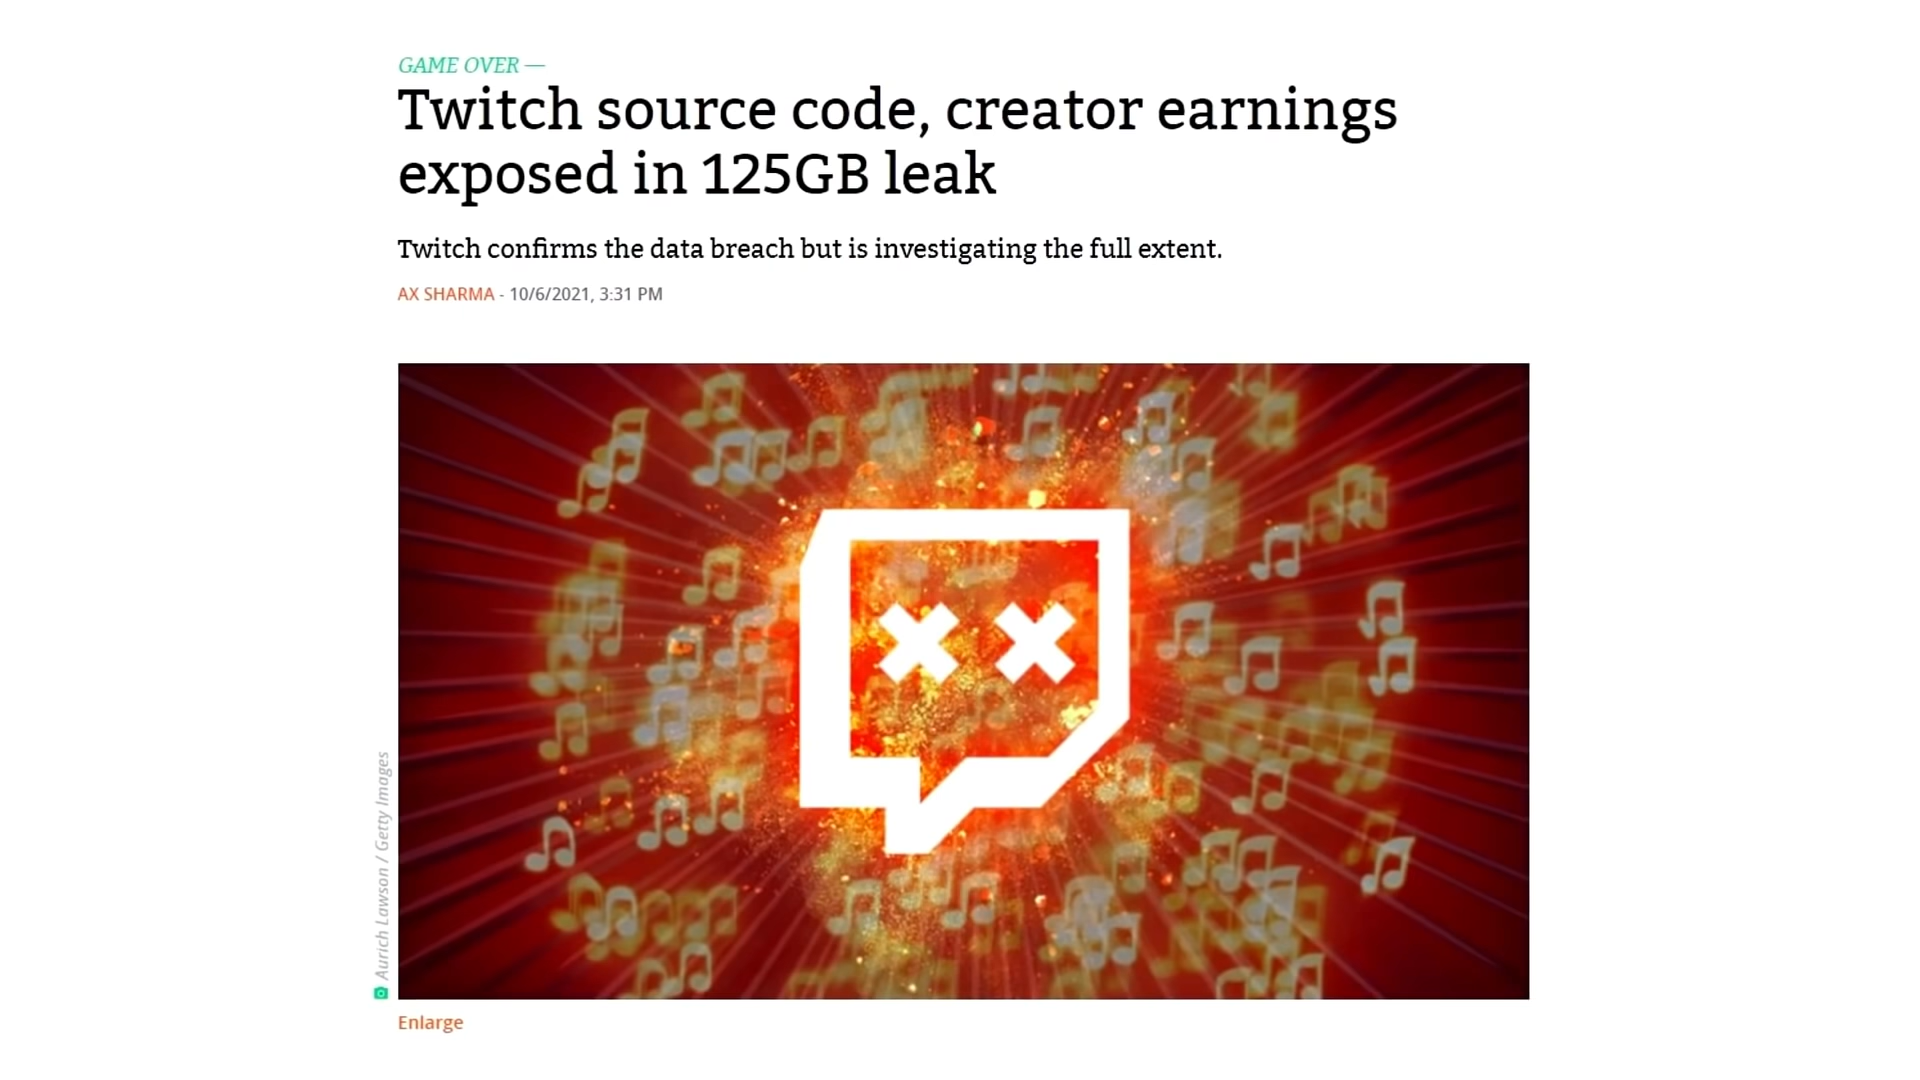 GAME OVER —
Twitch source code, creator earnings
exposed in 125GB leak
Twitch confirms the data breach but is investigating the full extent.
AX SHARMA - 10/6/2021, 3:31 PM
Aurich Lawson / Getty Images
Enlarge